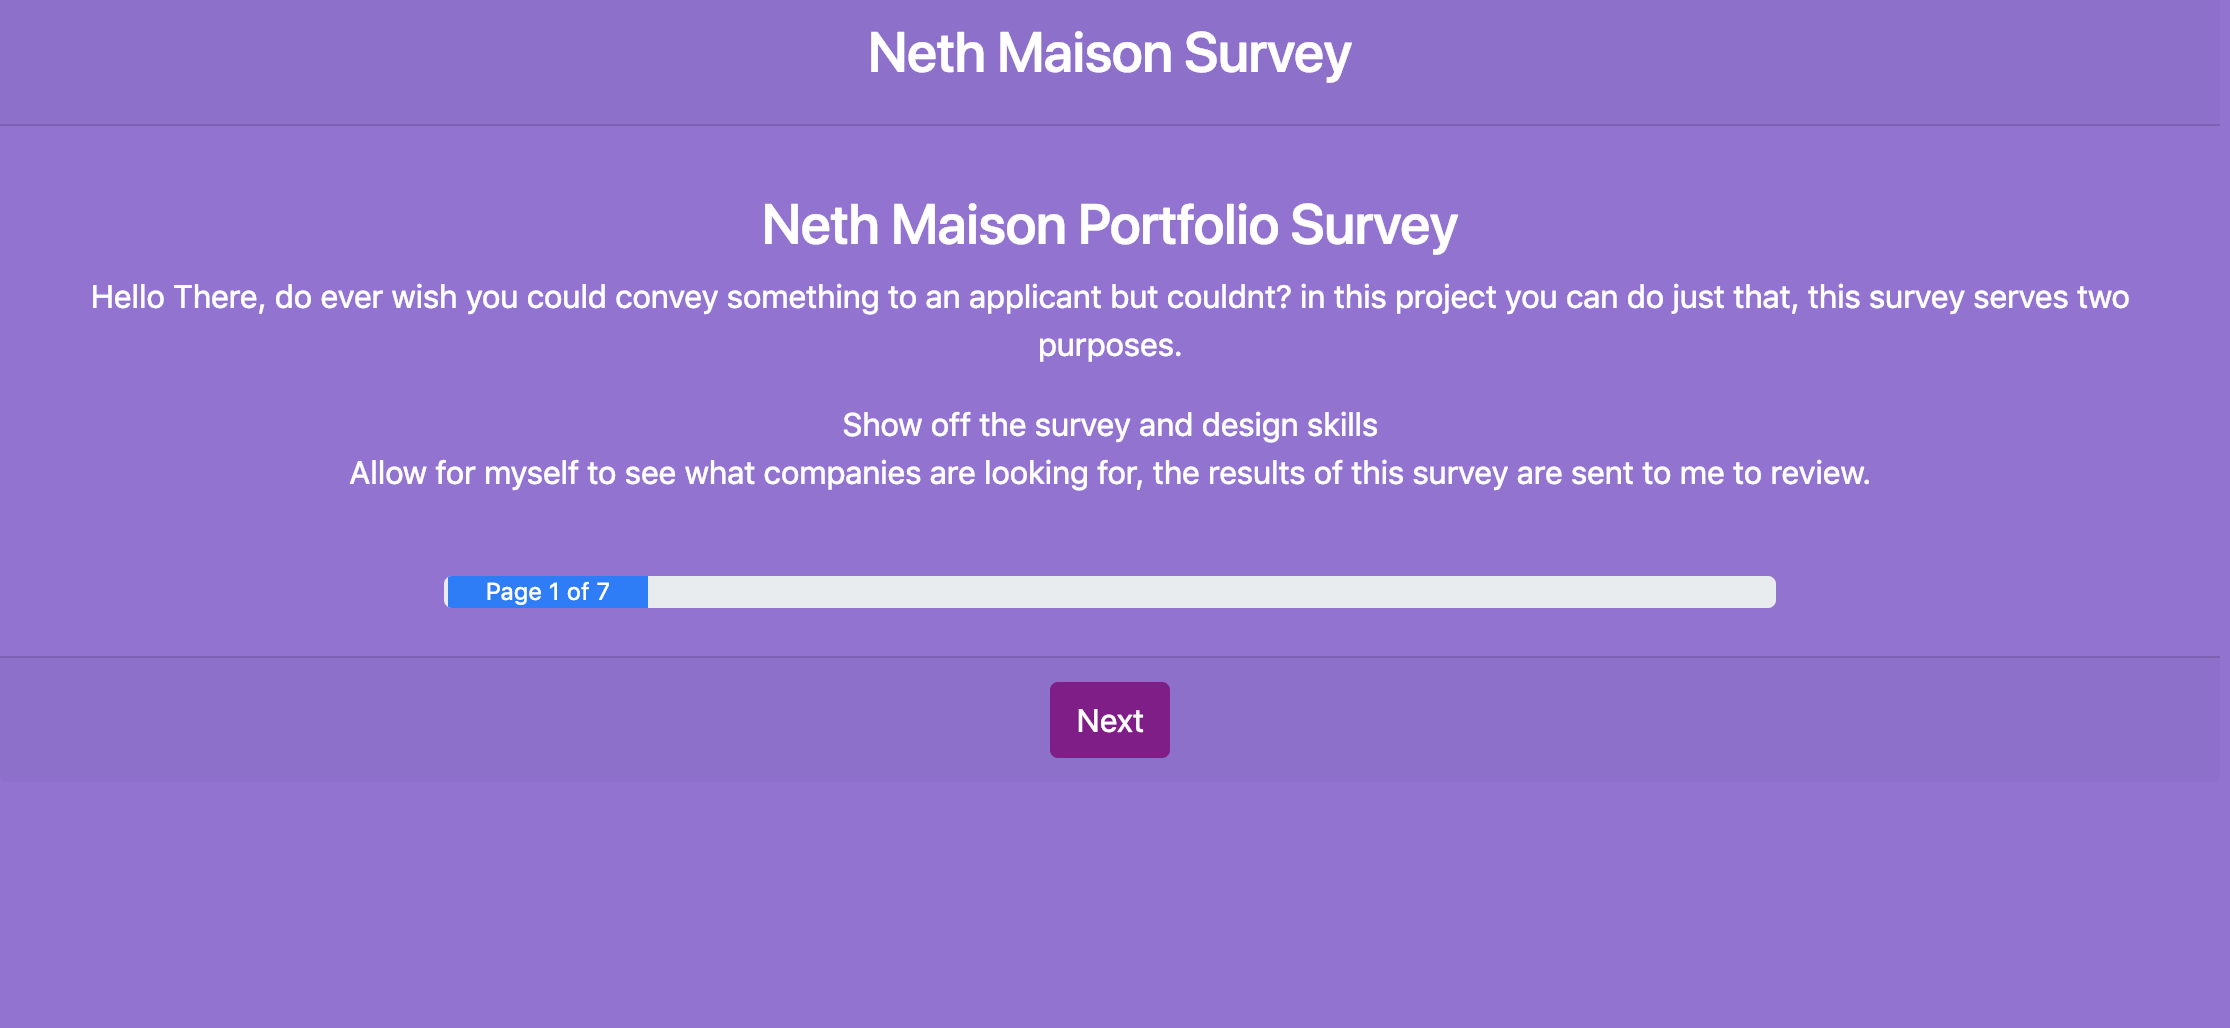 Neth Maison Survey
Neth Maison Portfolio Survey
Hello There, do ever wish you could convey something to an applicant but couldnt? in this project you can do just that, this survey serves two
purposes.
Show off the survey and design skills
Allow for myself to see what companies are looking for, the results of this survey are sent to me to review.
Page 1 of 7
Next